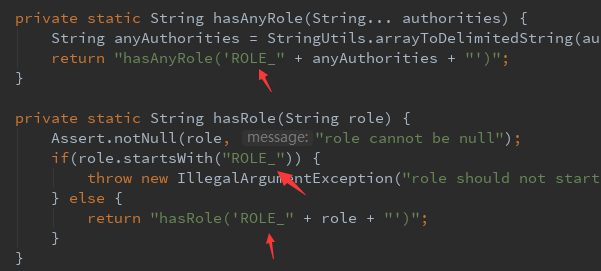 private static String hasAnyRole(String... authorities) {
String anyAuthorities = StringUtils.arrayToDelimitedString(au
return "hasAnyRole('ROLE_" + anyAuthorities + "')";
}
private static String hasRole(String role) {
Assert.notNull(role, message: "role cannot be null");
if(role.startsWith("ROLE_")) {
throw new IllegalArgumentException("role should not start
} else {
return "hasRole('ROLE_" + role + "')";
}
}